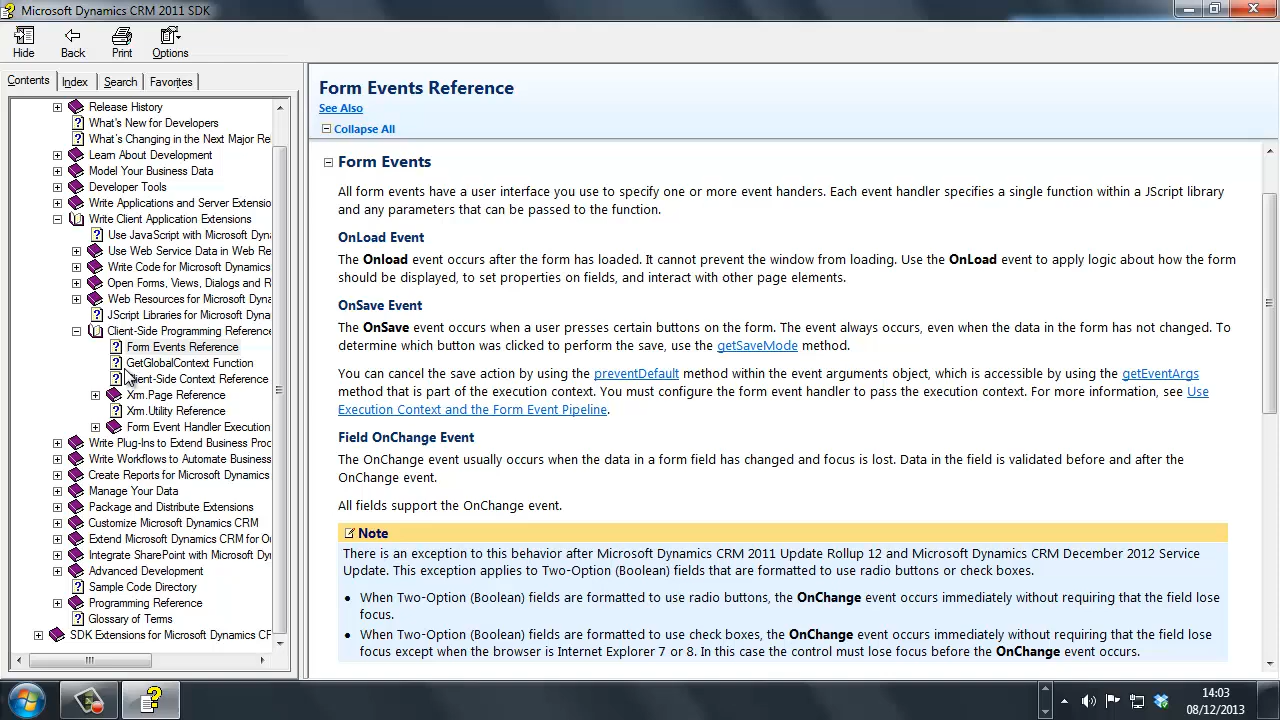 Microsoft Dynamics CRM 2011 SDK
Hide
Back
Print
Options
Contents
Index
Search
Favorites
Release History
What's New for Developers
What's Changing in the Next Major Re
Learn About Development
Model Your Business Data
Developer Tools
Write Applications and Server Extensio
Write Client Application Extensions
Use JavaScript with Microsoft Dyn
Use Web Service Data in Web Re
Write Code for Microsoft Dynamics
Open Forms, Views, Dialogs and R
Web Resources for Microsoft Dyna
JScript Libraries for Microsoft Dyna
Client-Side Programming Reference
Form Events Reference
GetGlobalContext Function
Client-Side Context Reference
Xrm.Page Reference
Xrm.Utility Reference
Form Event Handler Execution
Write Plug-Ins to Extend Business Proc
Write Workflows to Automate Business
Create Reports for Microsoft Dynamics
Manage Your Data
Package and Distribute Extensions
Customize Microsoft Dynamics CRM
Extend Microsoft Dynamics CRM for Ou
Integrate SharePoint with Microsoft Dyn
Advanced Development
Sample Code Directory
Programming Reference
Glossary of Terms
SDK Extensions for Microsoft Dynamics CF
Form Events Reference
See Also
Collapse All
Form Events
All form events have a user interface you use to specify one or more event handers. Each event handler specifies a single function within a JScript library
and any parameters that can be passed to the function.
OnLoad Event
The Onload event occurs after the form has loaded. It cannot prevent the window from loading. Use the OnLoad event to apply logic about how the form
should be displayed, to set properties on fields, and interact with other page elements.
OnSave Event
The OnSave event occurs when a user presses certain buttons on the form. The event always occurs, even when the data in the form has not changed. To
determine which button was clicked to perform the save, use the getSaveMode method.
You can cancel the save action by using the preventDefault method within the event arguments object, which is accessible by using the getEventArgs
method that is part of the execution context. You must configure the form event handler to pass the execution context. For more information, see Use
Execution Context and the Form Event Pipeline.
Field OnChange Event
The OnChange event usually occurs when the data in a form field has changed and focus is lost. Data in the field is validated before and after the
OnChange event.
All fields support the OnChange event.
Note
There is an exception to this behavior after Microsoft Dynamics CRM 2011 Update Rollup 12 and Microsoft Dynamics CRM December 2012 Service
Update. This exception applies to Two-Option (Boolean) fields that are formatted to use radio buttons or check boxes.
• When Two-Option (Boolean) fields are formatted to use radio buttons, the OnChange event occurs immediately without requiring that the field lose
focus.
• When Two-Option (Boolean) fields are formatted to use check boxes, the OnChange event occurs immediately without requiring that the field lose
focus except when the browser is Internet Explorer 7 or 8. In this case the control must lose focus before the OnChange event occurs.
14:03
08/12/2013